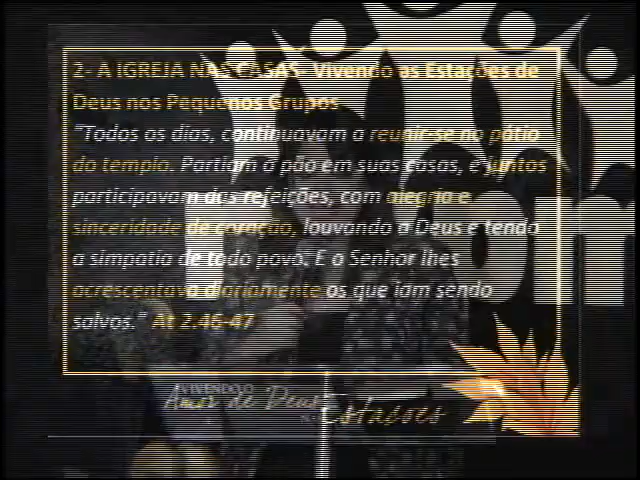 2- A IGREJA NAS CASAS- Vivendo as Estações de
Deus nos Pequenos Grupos
"Todos os dias, continuavam a reunir-se no pátio
do templo. Partiam o pão em suas casas, e juntos
participavam das refeições, com alegria e
sinceridade de coração, louvando a Deus e tendo
a simpatia de todo povo. E o Senhor lhes
acrescentava diariamente os que iam sendo
salvos." At 2.46-47
om
VIVENDO O
Amor de Deus
Estações